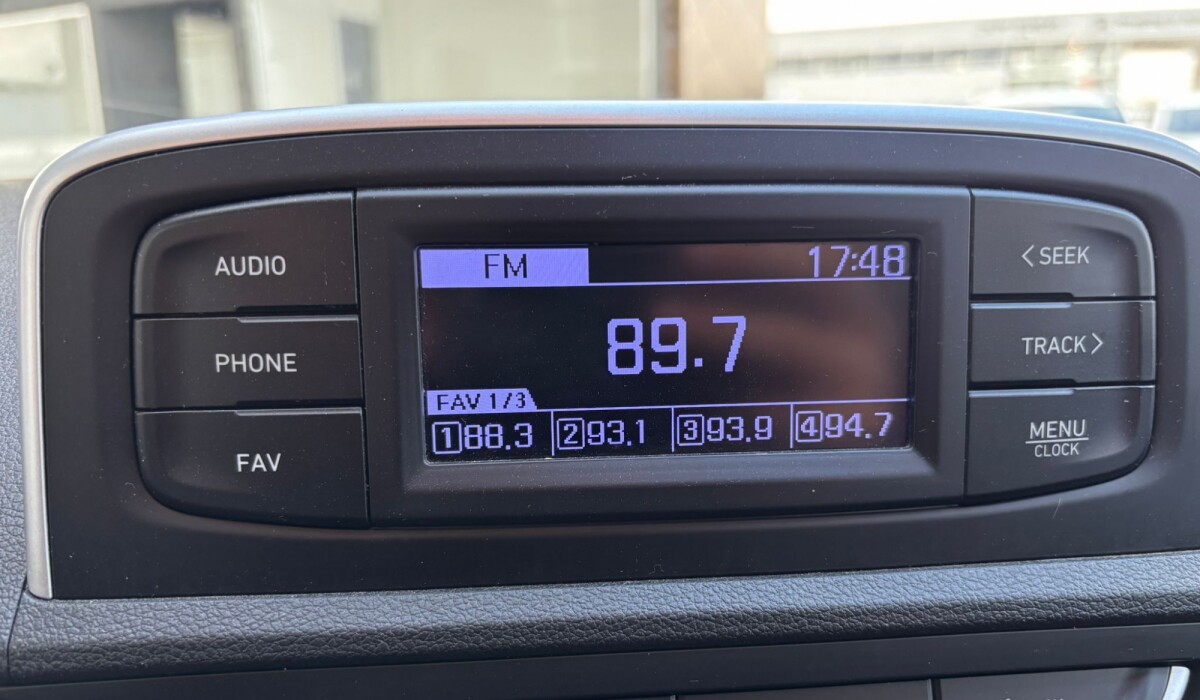 AUDIO
PHONE
FAV
FM 17:48
89.7
FAV 1/3
1 88.3 2 93.1 3 93.9 4 94.7
< SEEK
TRACK >
MENU
CLOCK